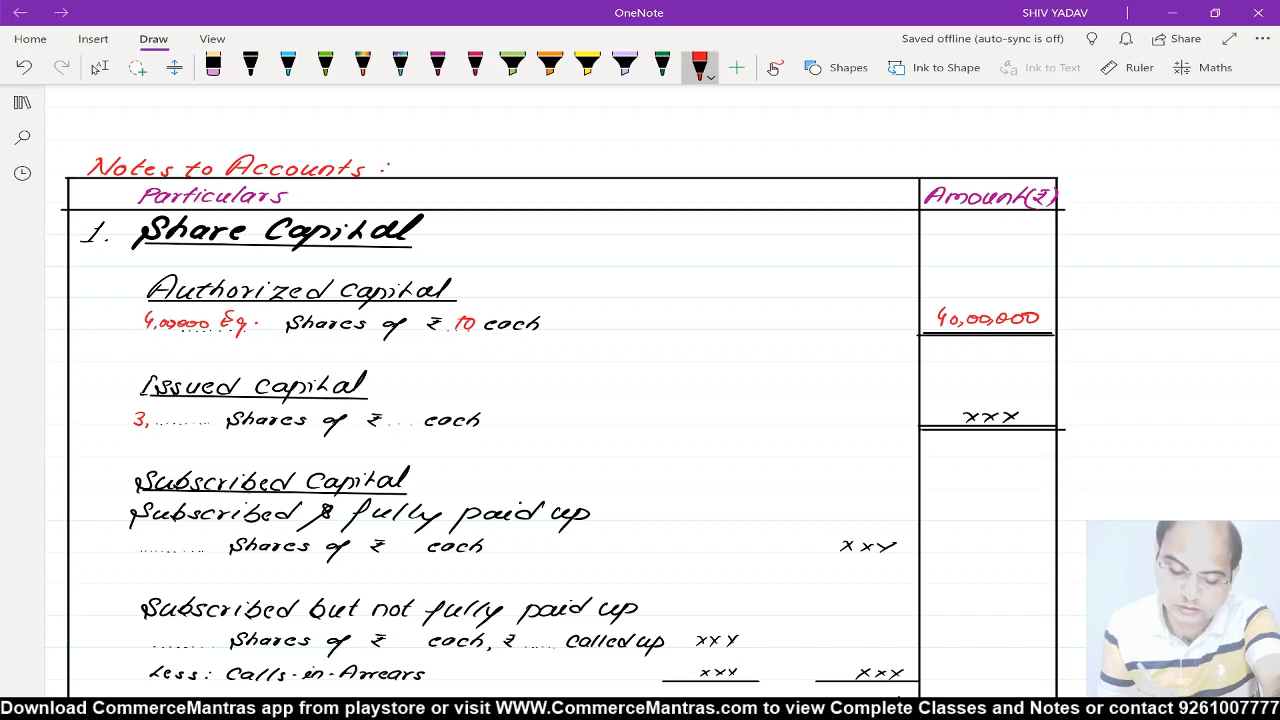 OneNote
SHIV YADAV
Home Insert Draw View
Saved offline (auto-sync is off)
Share
Shapes
Ink to Shape
Ink to Text
Ruler
Maths
Notes to Accounts :
Particulars
Amount(₹)
1. Share Capital
Authorized Capital
4,00,000 Eq. Shares of ₹ 10 each
40,00,000
Issued Capital
3, ......... Shares of ₹ ... each
xxx
Subscribed Capital
Subscribed & fully paid up
.......... Shares of ₹ each
xxx
Subscribed but not fully paid up
.......... Shares of ₹ each, ₹ ..... called up xxx
Less: Calls-in-Arrears xxx xxx
Download CommerceMantras app from playstore or visit WWW.CommerceMantras.com to view Complete Classes and Notes or contact 9261007777